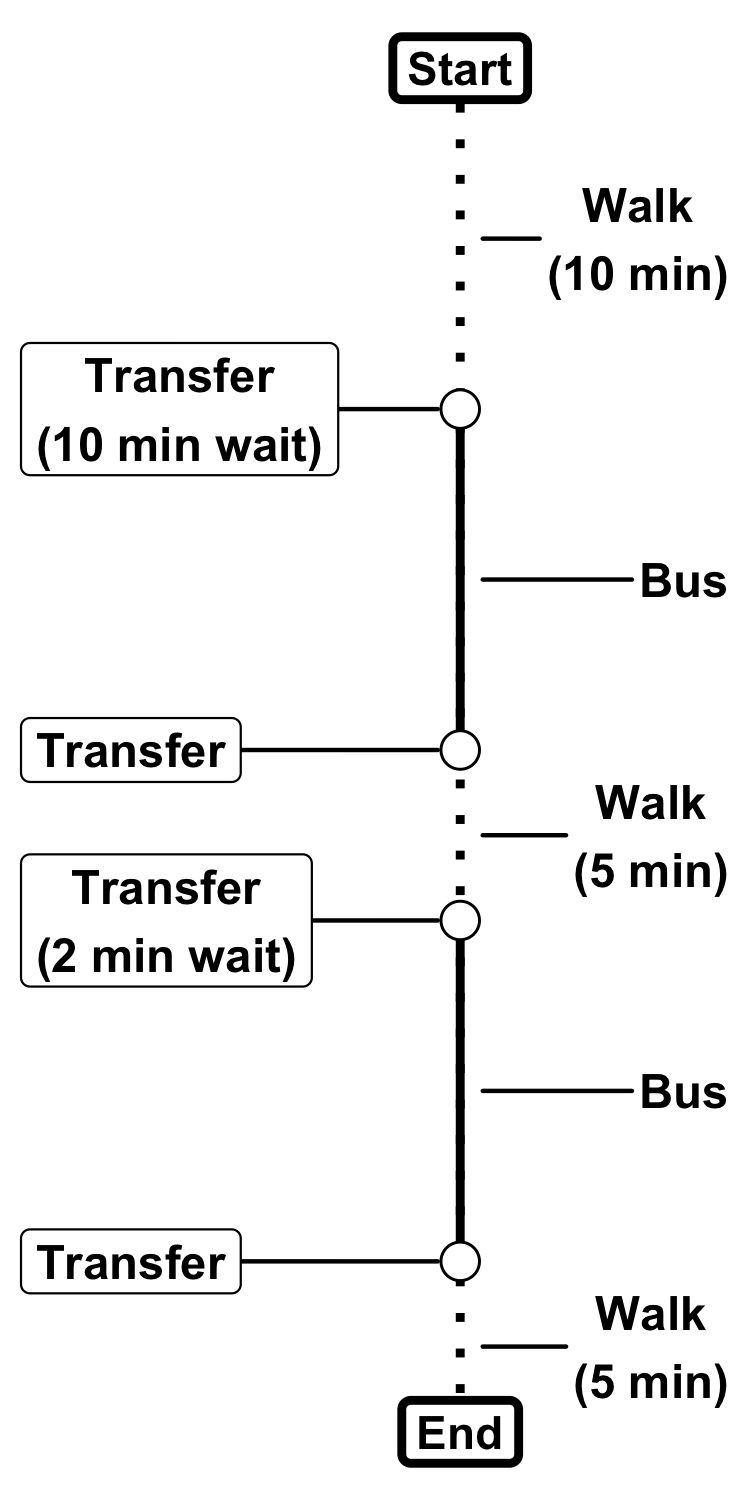 Start
Walk
(10 min)
Transfer
(10 min wait)
Bus
Transfer
Walk
(5 min)
Transfer
(2 min wait)
Bus
Transfer
Walk
(5 min)
End